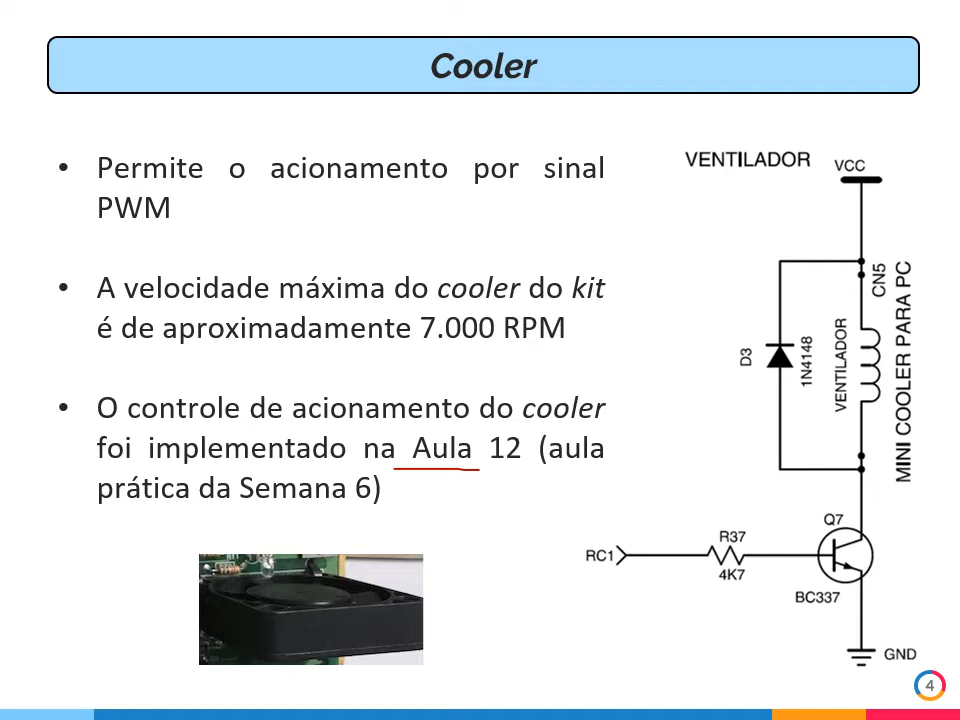 Cooler
• Permite o acionamento por sinal
PWM
• A velocidade máxima do cooler do kit
é de aproximadamente 7.000 RPM
• O controle de acionamento do cooler
foi implementado na Aula 12 (aula
prática da Semana 6)
VENTILADOR
VCC
CN5
D3
1N4148
VENTILADOR
MINI COOLER PARA PC
Q7
RC1
R37
4K7
BC337
GND
4